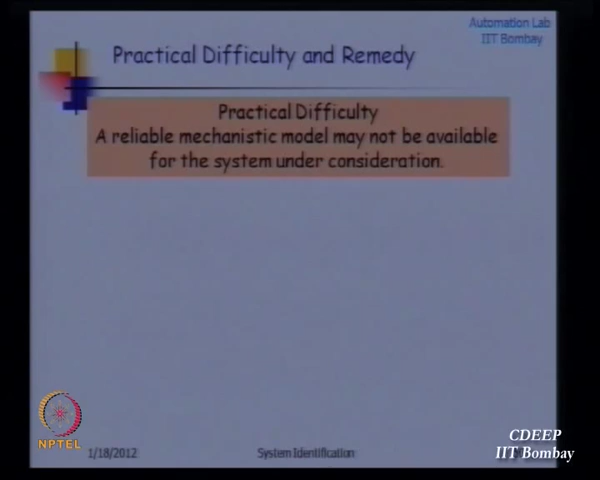 Automation Lab
IIT Bombay
Practical Difficulty and Remedy
Practical Difficulty
A reliable mechanistic model may not be available
for the system under consideration.
NPTEL
1/18/2012
System Identification
CDEEP
IIT Bombay